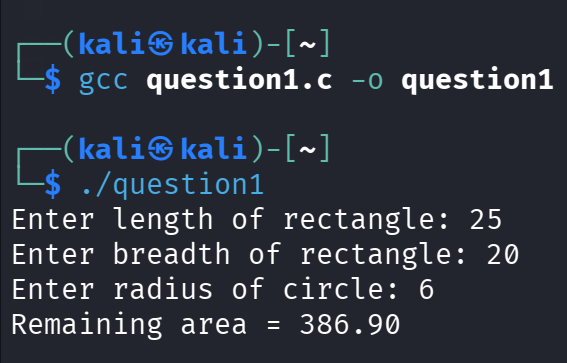 ┌──(kali㉿kali)-[~]
└─$ gcc question1.c -o question1
┌──(kali㉿kali)-[~]
└─$ ./question1
Enter length of rectangle: 25
Enter breadth of rectangle: 20
Enter radius of circle: 6
Remaining area = 386.90